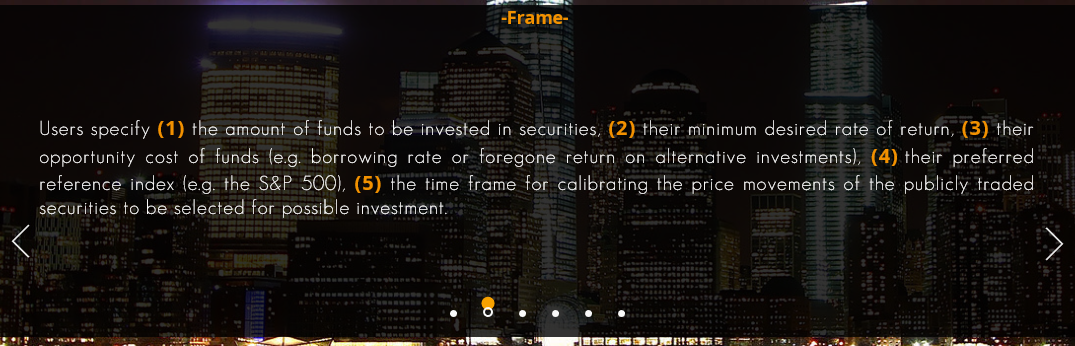 -Frame-
Users specify (1) the amount of funds to be invested in securities, (2) their minimum desired rate of return, (3) their
opportunity cost of funds (e.g. borrowing rate or foregone return on alternative investments), (4) their preferred
reference index (e.g. the S&P 500), (5) the time frame for calibrating the price movements of the publicly traded
securities to be selected for possible investment.